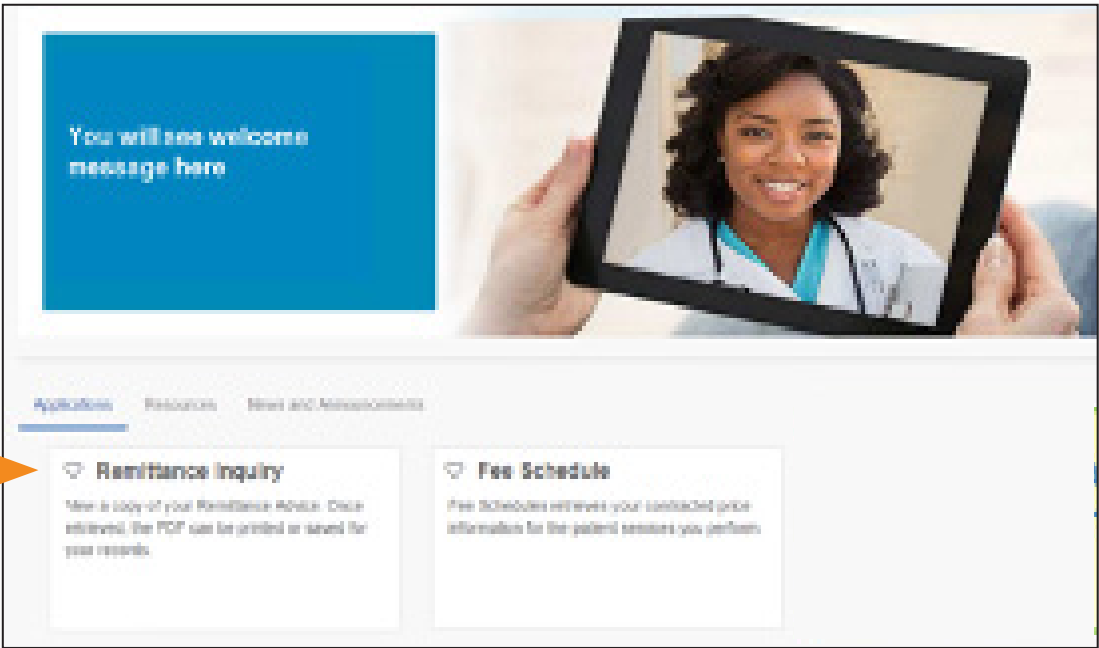 You will see welcome
message here
Applications Resources News and Announcements
Remittance Inquiry
View a copy of your Remittance Advice. Once
retrieved, the PDF can be printed or saved for
your records.
Fee Schedule
Fee Schedules retrieves your contracted price
information for the patient services you perform